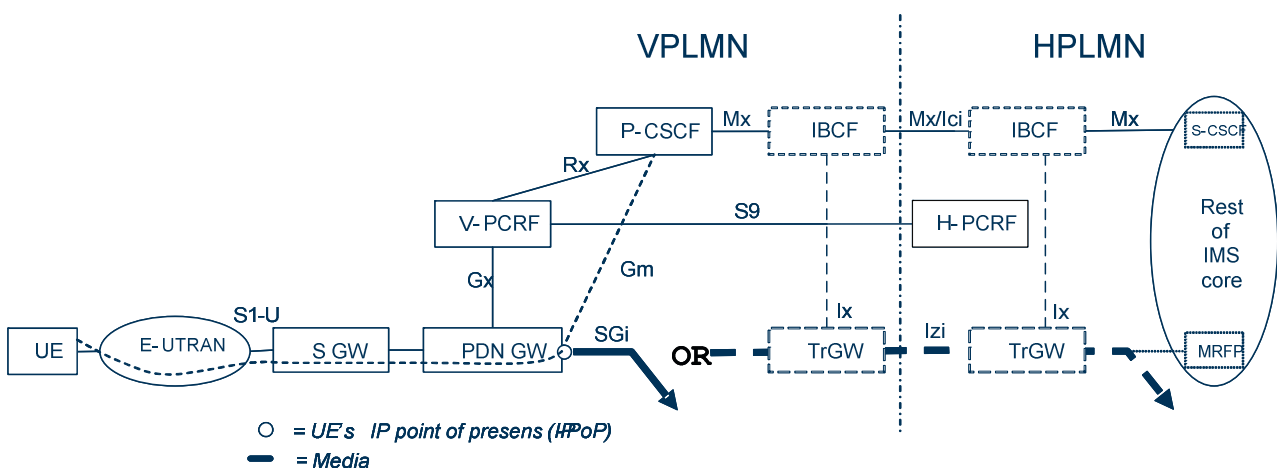 VPLMN
HPLMN
P-CSCF
Mx
IBCF
Mx/Ici
IBCF
Mx
S-CSCF
Rx
V-PCRF
S9
H-PCRF
Rest
of
IMS
core
Gx
Gm
S1-U
Ix
Ix
UE
E-UTRAN
S GW
PDN GW
SGi
OR
TrGW
Izi
TrGW
MRFP
= UE's IP point of presens (IP-PoP)
= Media